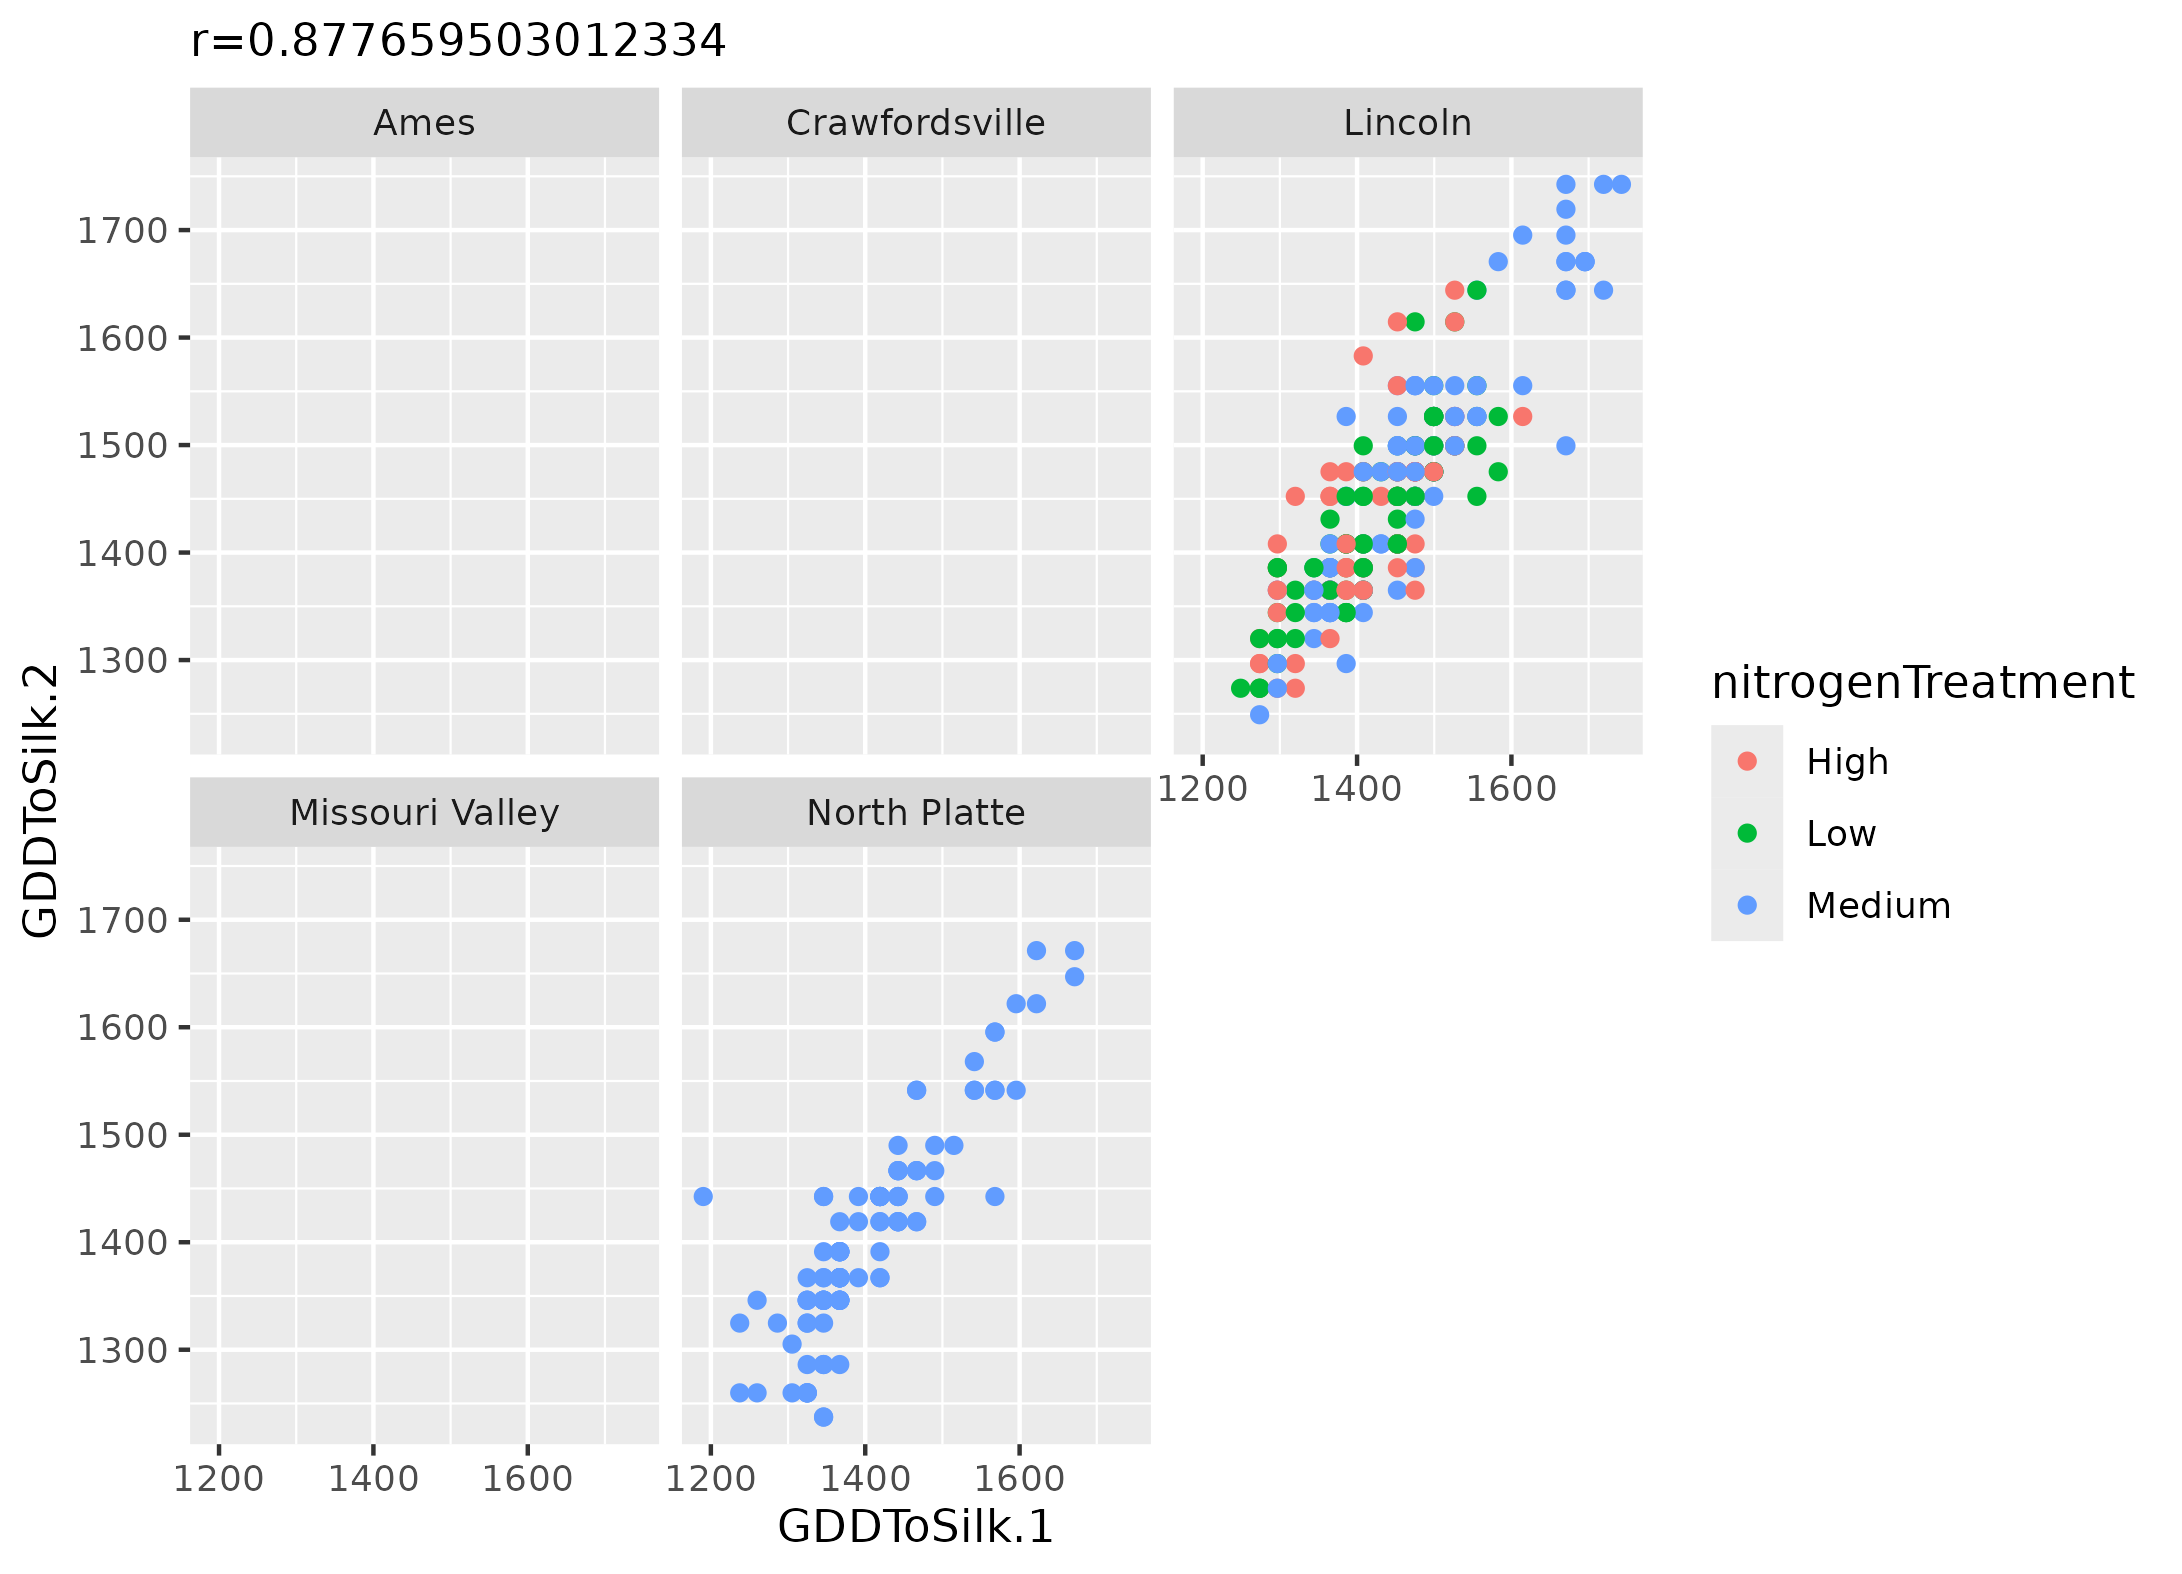 r=0.877659503012334
Ames
Crawfordsville
Lincoln
1700
1600
1500
1400
1300
1200 1400 1600
Missouri Valley
North Platte
1700
1600
1500
1400
1300
1200 1400 1600
1200 1400 1600
GDDToSilk.1
GDDToSilk.2
nitrogenTreatment
High
Low
Medium